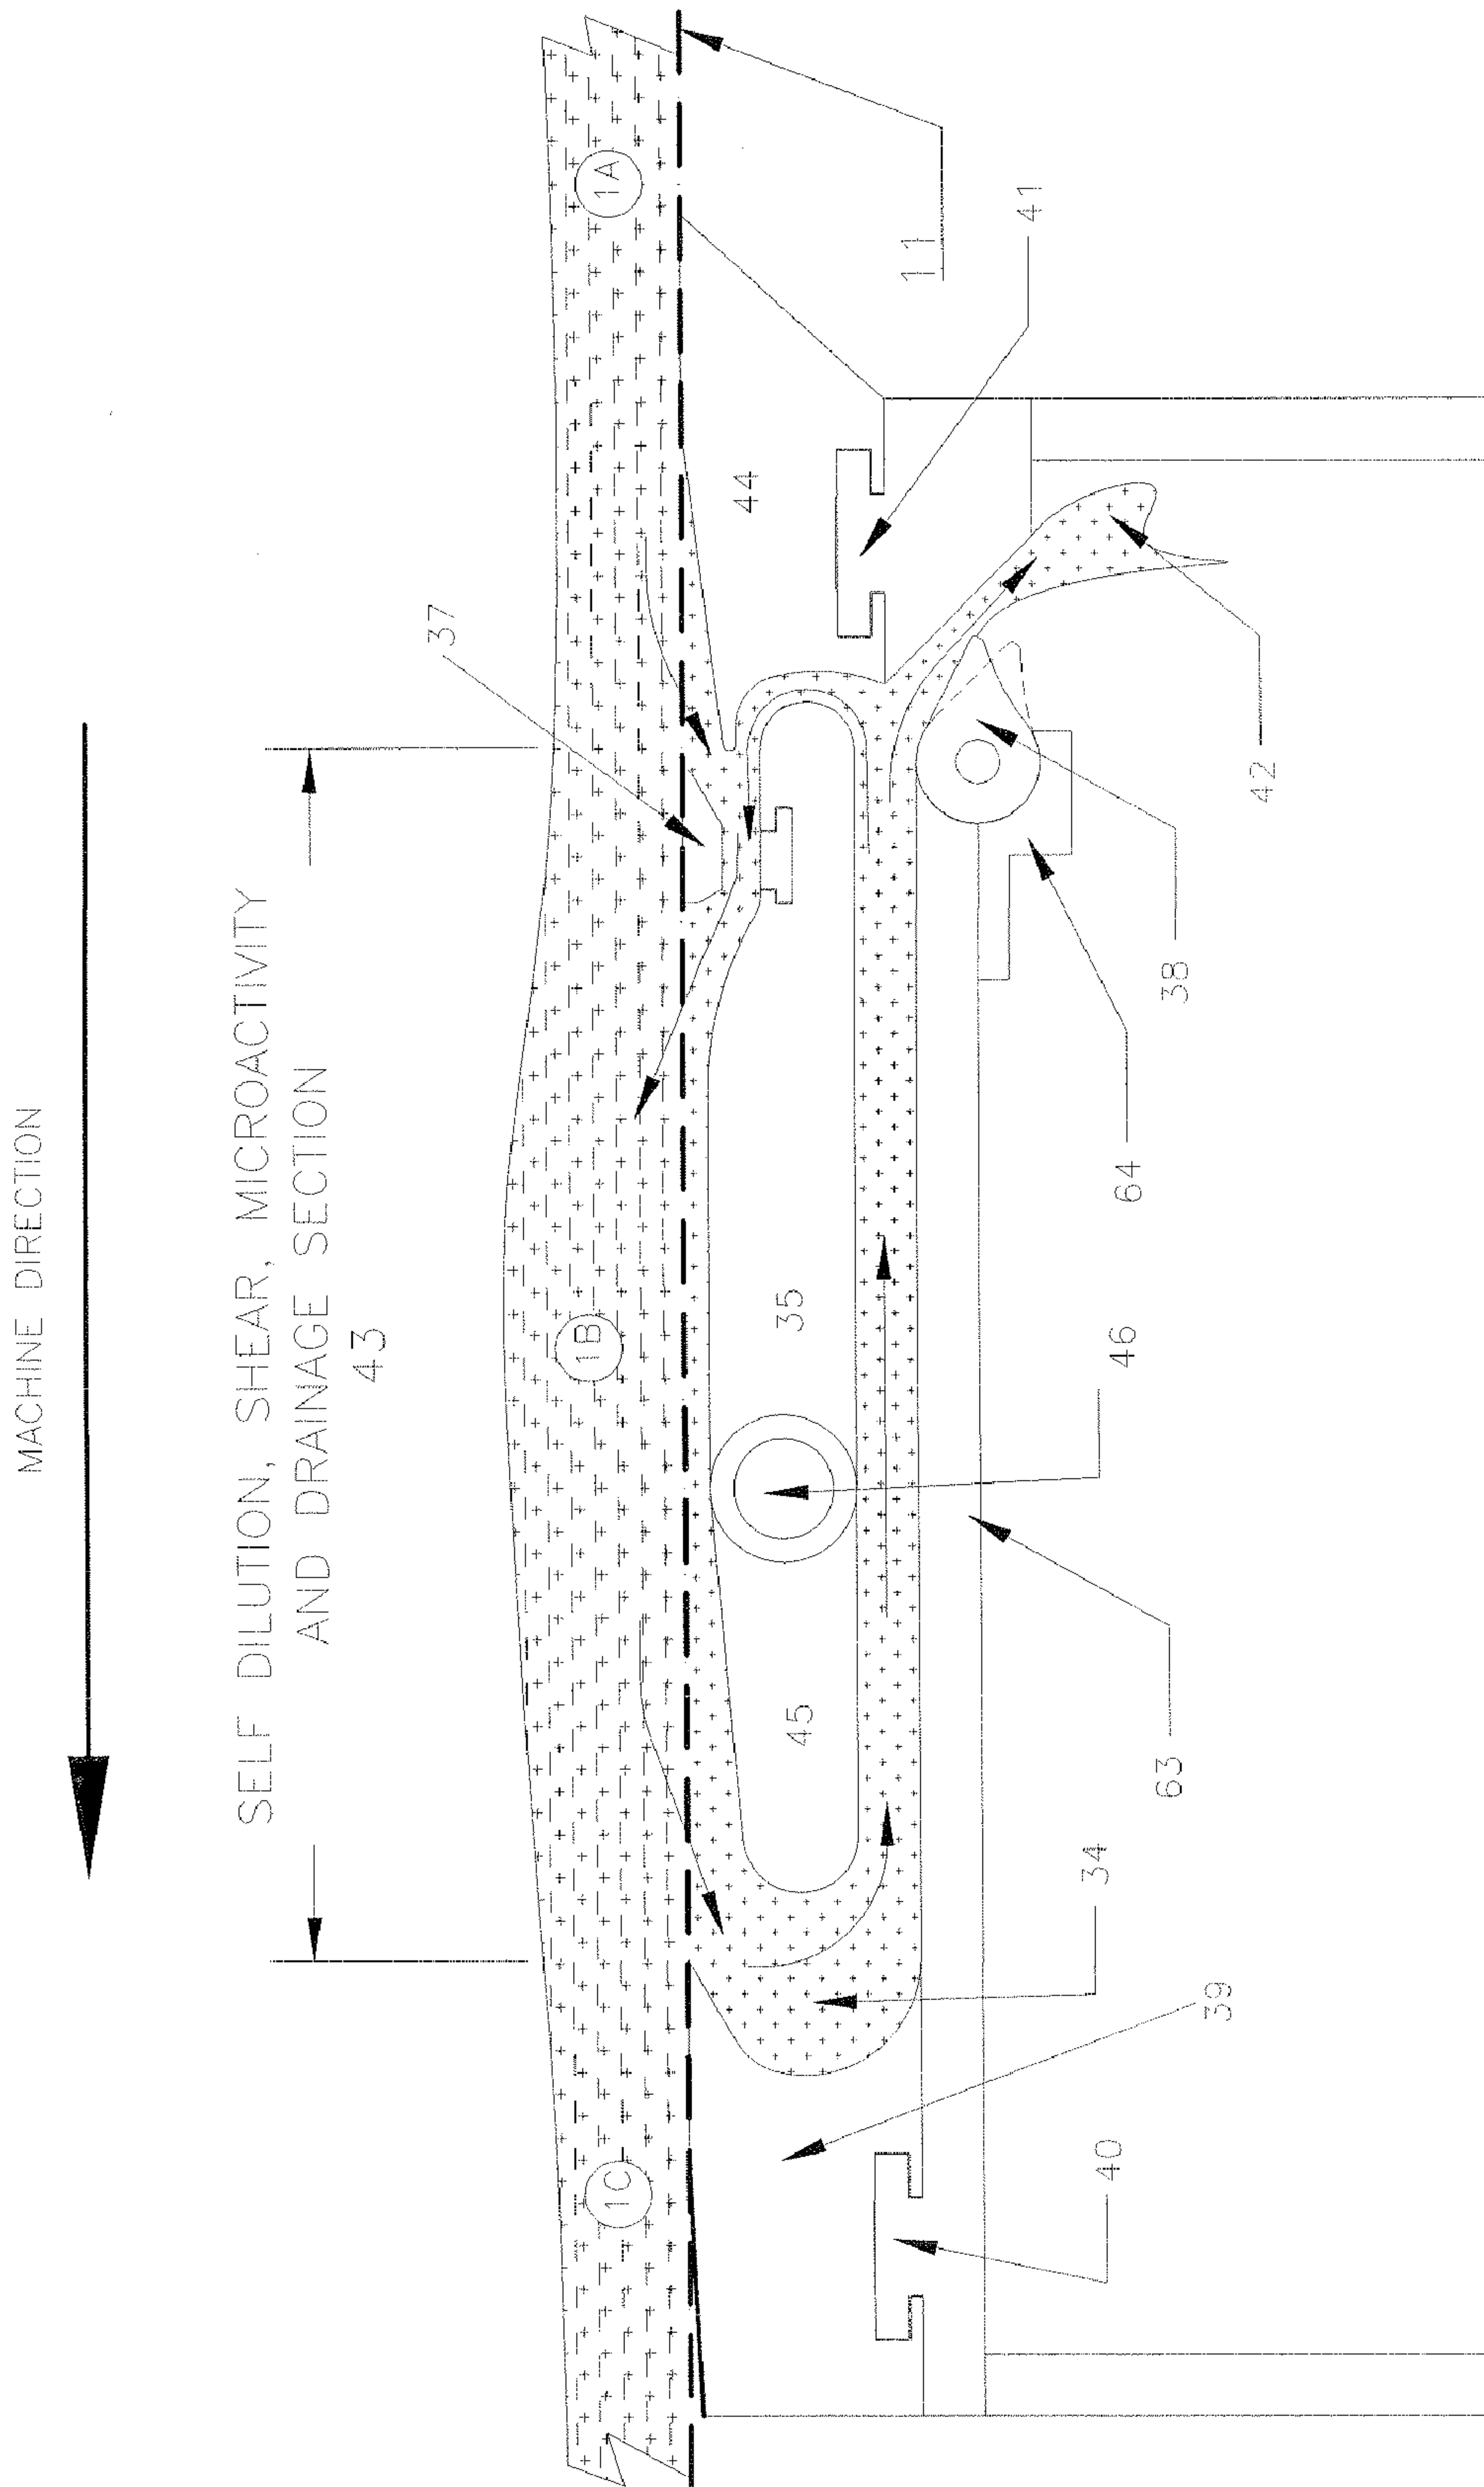 MACHINE DIRECTION
SELF DILUTION, SHEAR, MICROACTIVITY
AND DRAINAGE SECTION
43
1A
1B
1C
37
44
11
41
35
45
42
38
64
46
63
34
39
40